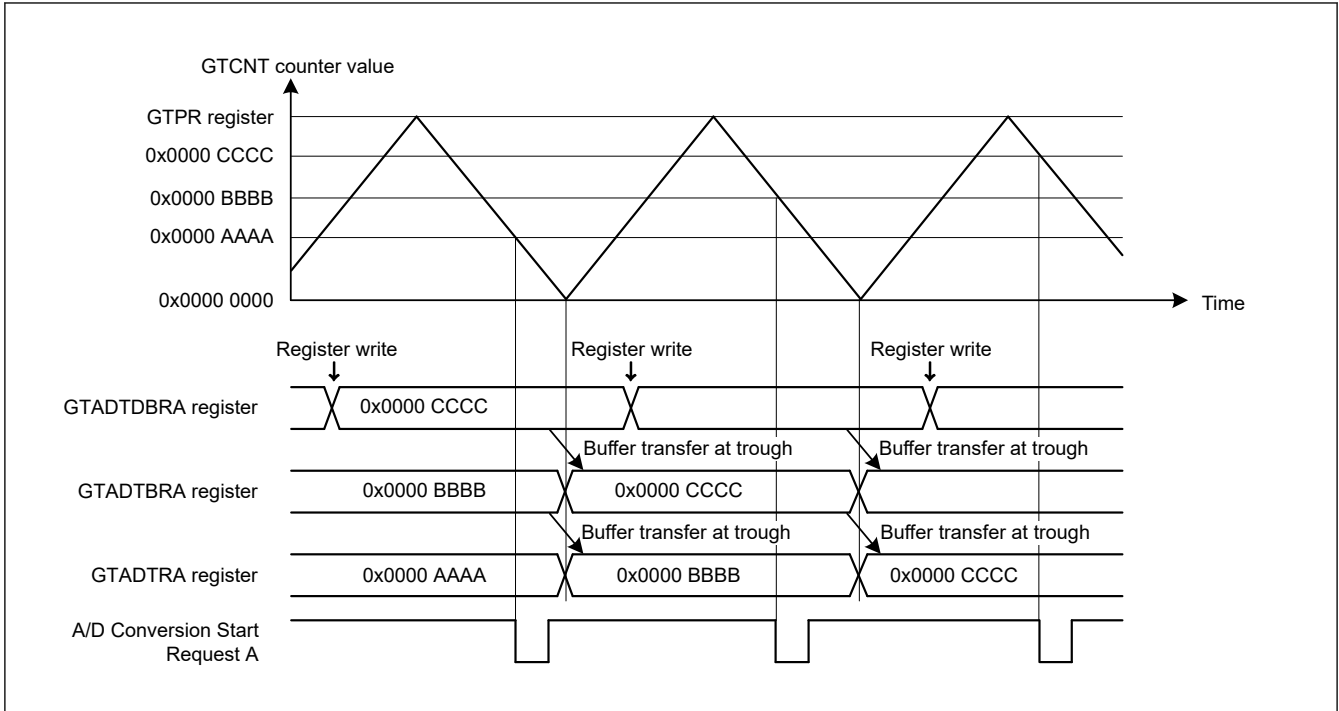 GTCNT counter value
GTPR register
0x0000 CCCC
0x0000 BBBB
0x0000 AAAA
0x0000 0000
Time
Register write
Register write
Register write
GTADTDBRA register
0x0000 CCCC
Buffer transfer at trough
Buffer transfer at trough
GTADTBRA register
0x0000 BBBB
0x0000 CCCC
Buffer transfer at trough
Buffer transfer at trough
GTADTRA register
0x0000 AAAA
0x0000 BBBB
0x0000 CCCC
A/D Conversion Start
Request A